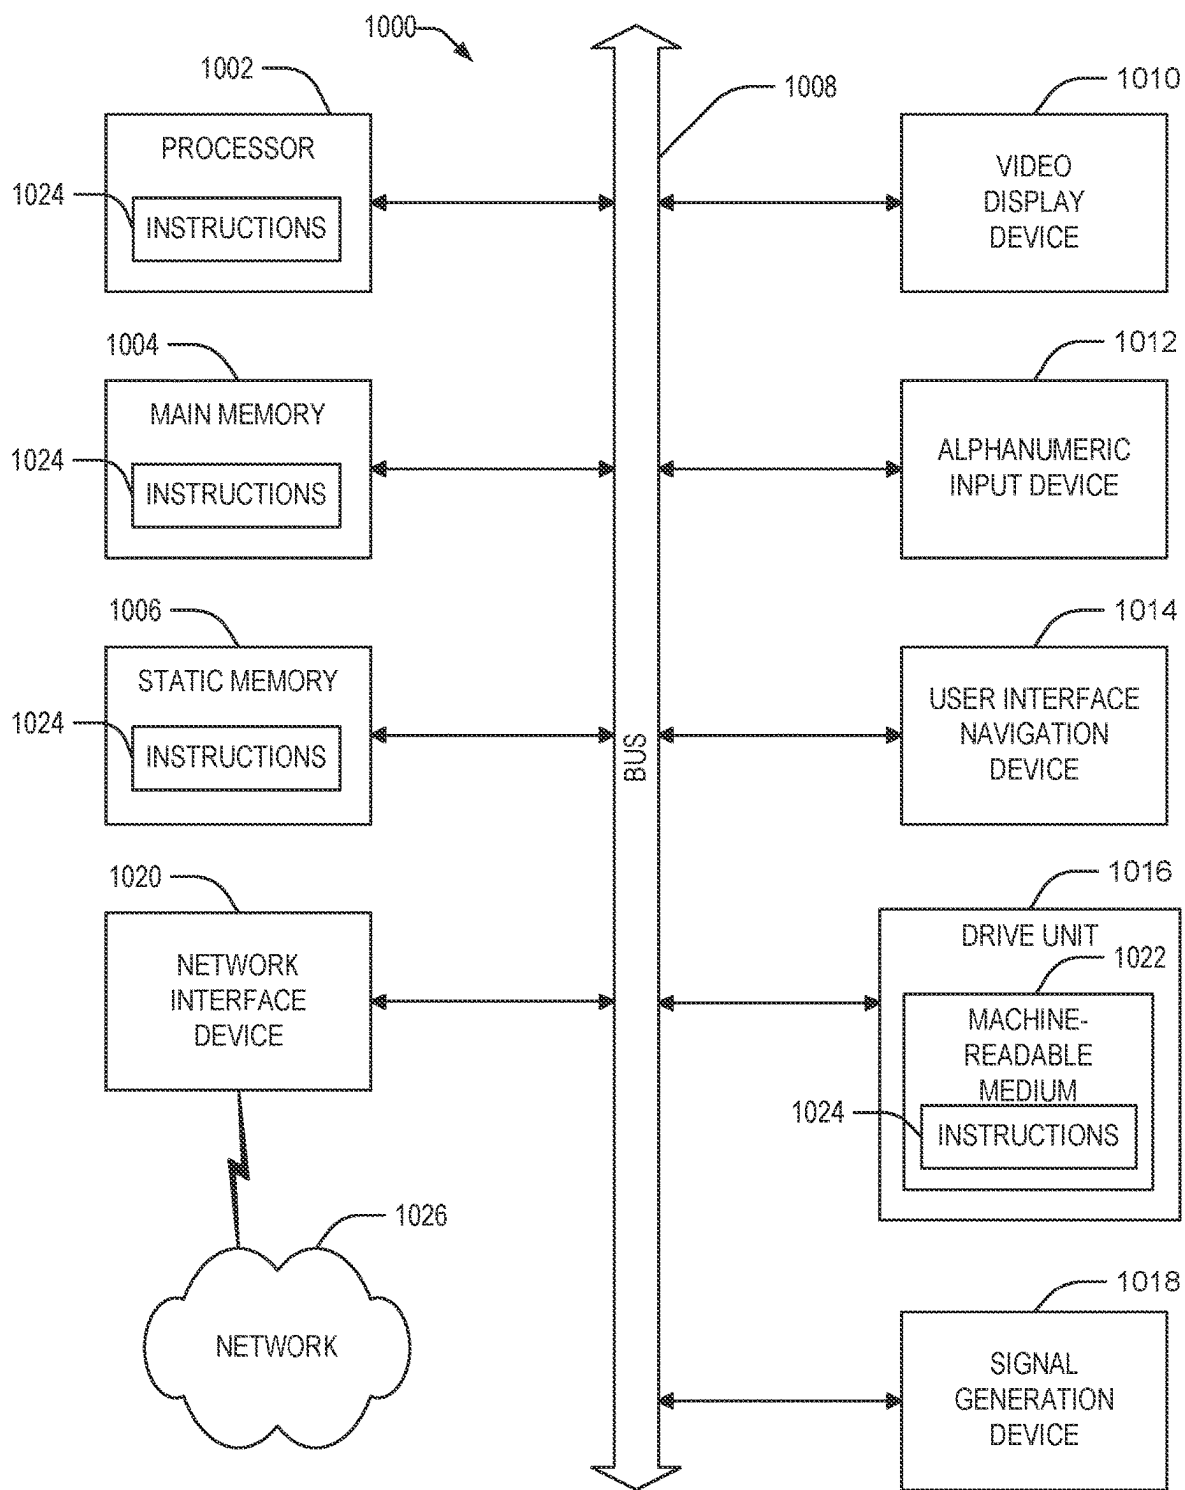 1000
1002
PROCESSOR
1024
INSTRUCTIONS
1004
MAIN MEMORY
1024
INSTRUCTIONS
1006
STATIC MEMORY
1024
INSTRUCTIONS
1020
NETWORK
INTERFACE
DEVICE
1026
NETWORK
1008
BUS
1010
VIDEO
DISPLAY
DEVICE
1012
ALPHANUMERIC
INPUT DEVICE
1014
USER INTERFACE
NAVIGATION
DEVICE
1016
DRIVE UNIT
1022
MACHINE-
READABLE
MEDIUM
1024
INSTRUCTIONS
1018
SIGNAL
GENERATION
DEVICE